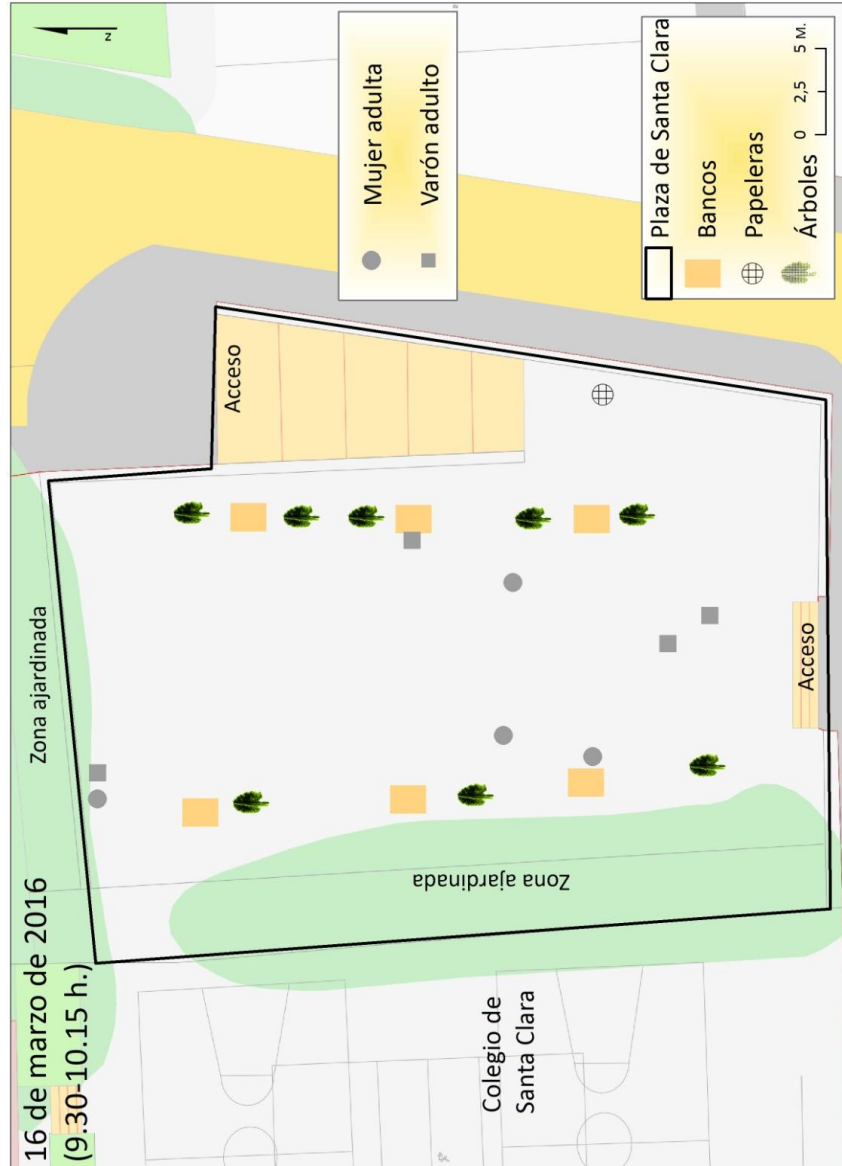 16 de marzo de 2016
(9.30-10.15 h.)
Zona ajardinada
Acceso
Zona ajardinada
Colegio de
Santa Clara
Acceso
z
Mujer adulta
Varón adulto
Plaza de Santa Clara
Bancos
Papeleras
Árboles
0 2,5 5 M.